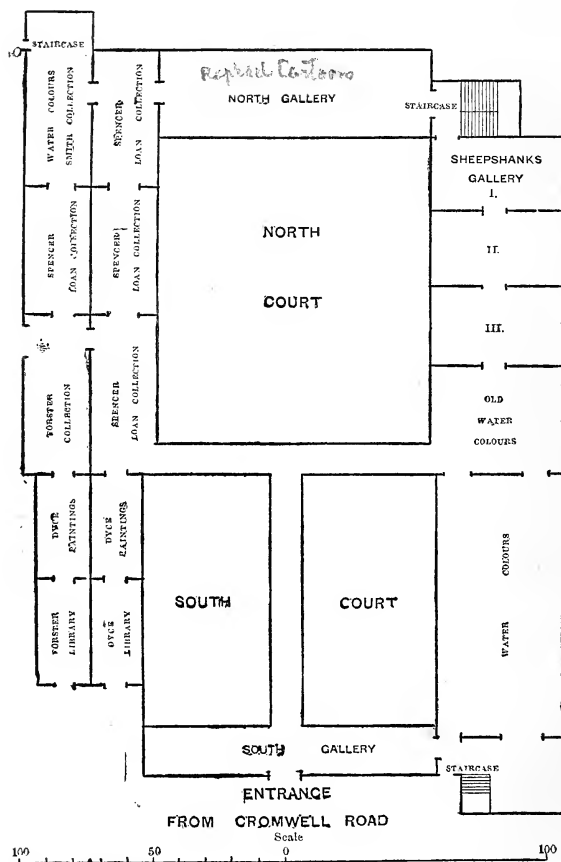 STAIRCASE
Raphael Cartoons
NORTH GALLERY
STAIRCASE
WATER COLOURS
SMITH COLLECTION
SPENCER
LOAN COLLECTION
SHEEPSHANKS
GALLERY
I.
SPENCER
LOAN COLLECTION
SPENCER
LOAN COLLECTION
NORTH
COURT
II.
III.
FORSTER
COLLECTION
SPENCER
LOAN COLLECTION
OLD
WATER
COLOURS
DYCE
PAINTINGS
DYCE
PAINTINGS
FORSTER
LIBRARY
DYCE
LIBRARY
SOUTH
COURT
WATER
COLOURS
SOUTH GALLERY
STAIRCASE
ENTRANCE
FROM CROMWELL ROAD
Scale
100 50 0 100